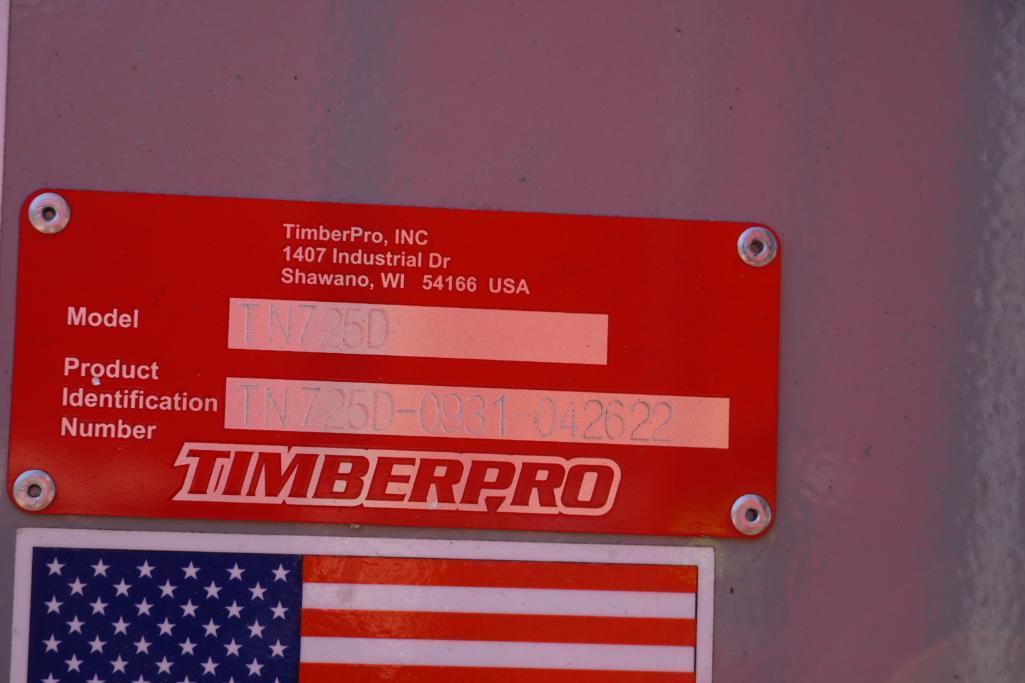 TimberPro, INC
1407 Industrial Dr
Shawano, WI 54166 USA
Model TN725D
Product
Identification TN725D-0931-042622
Number
TIMBERPRO